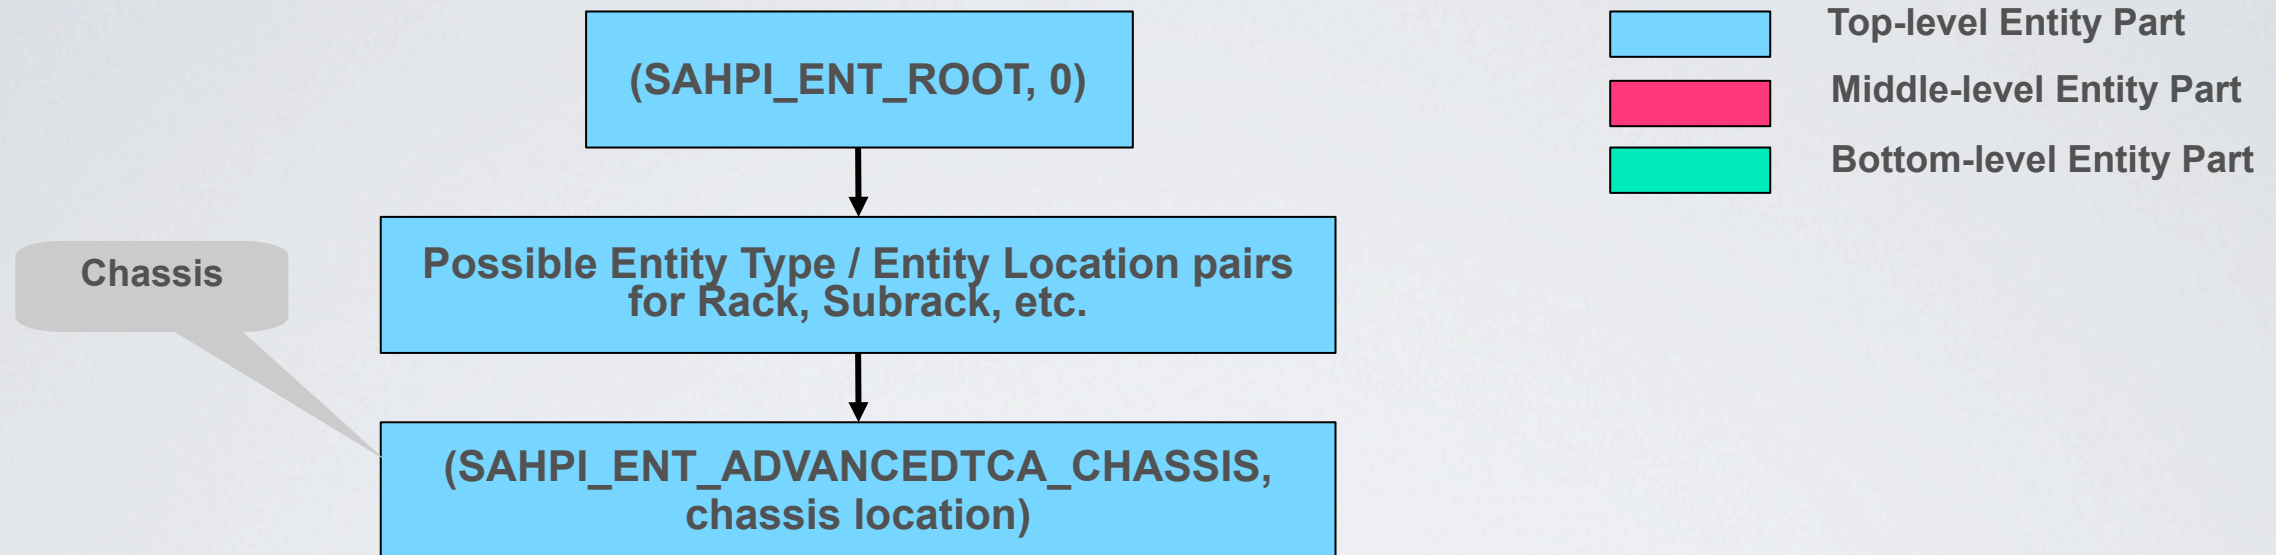 (SAHPI_ENT_ROOT, 0)
Top-level Entity Part
Middle-level Entity Part
Bottom-level Entity Part
Chassis
Possible Entity Type / Entity Location pairs
for Rack, Subrack, etc.
(SAHPI_ENT_ADVANCEDTCA_CHASSIS,
chassis location)